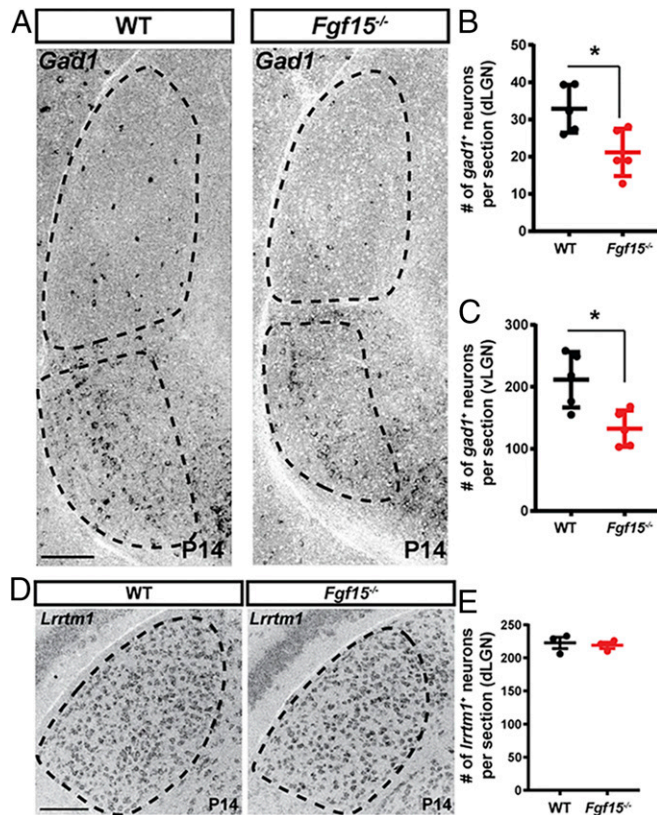 A
WT
Fgf15-/-
Gad1
Gad1
P14
P14
B
# of gad1+ neurons
per section (dLGN)
50
40
30
20
10
0
*
WT
Fgf15-/-
C
# of gad1+ neurons
per section (vLGN)
300
200
100
0
*
WT
Fgf15-/-
D
WT
Fgf15-/-
Lrrtm1
Lrrtm1
P14
P14
E
# of lrrtm1+ neurons
per section (dLGN)
250
200
150
100
50
0
WT
Fgf15-/-